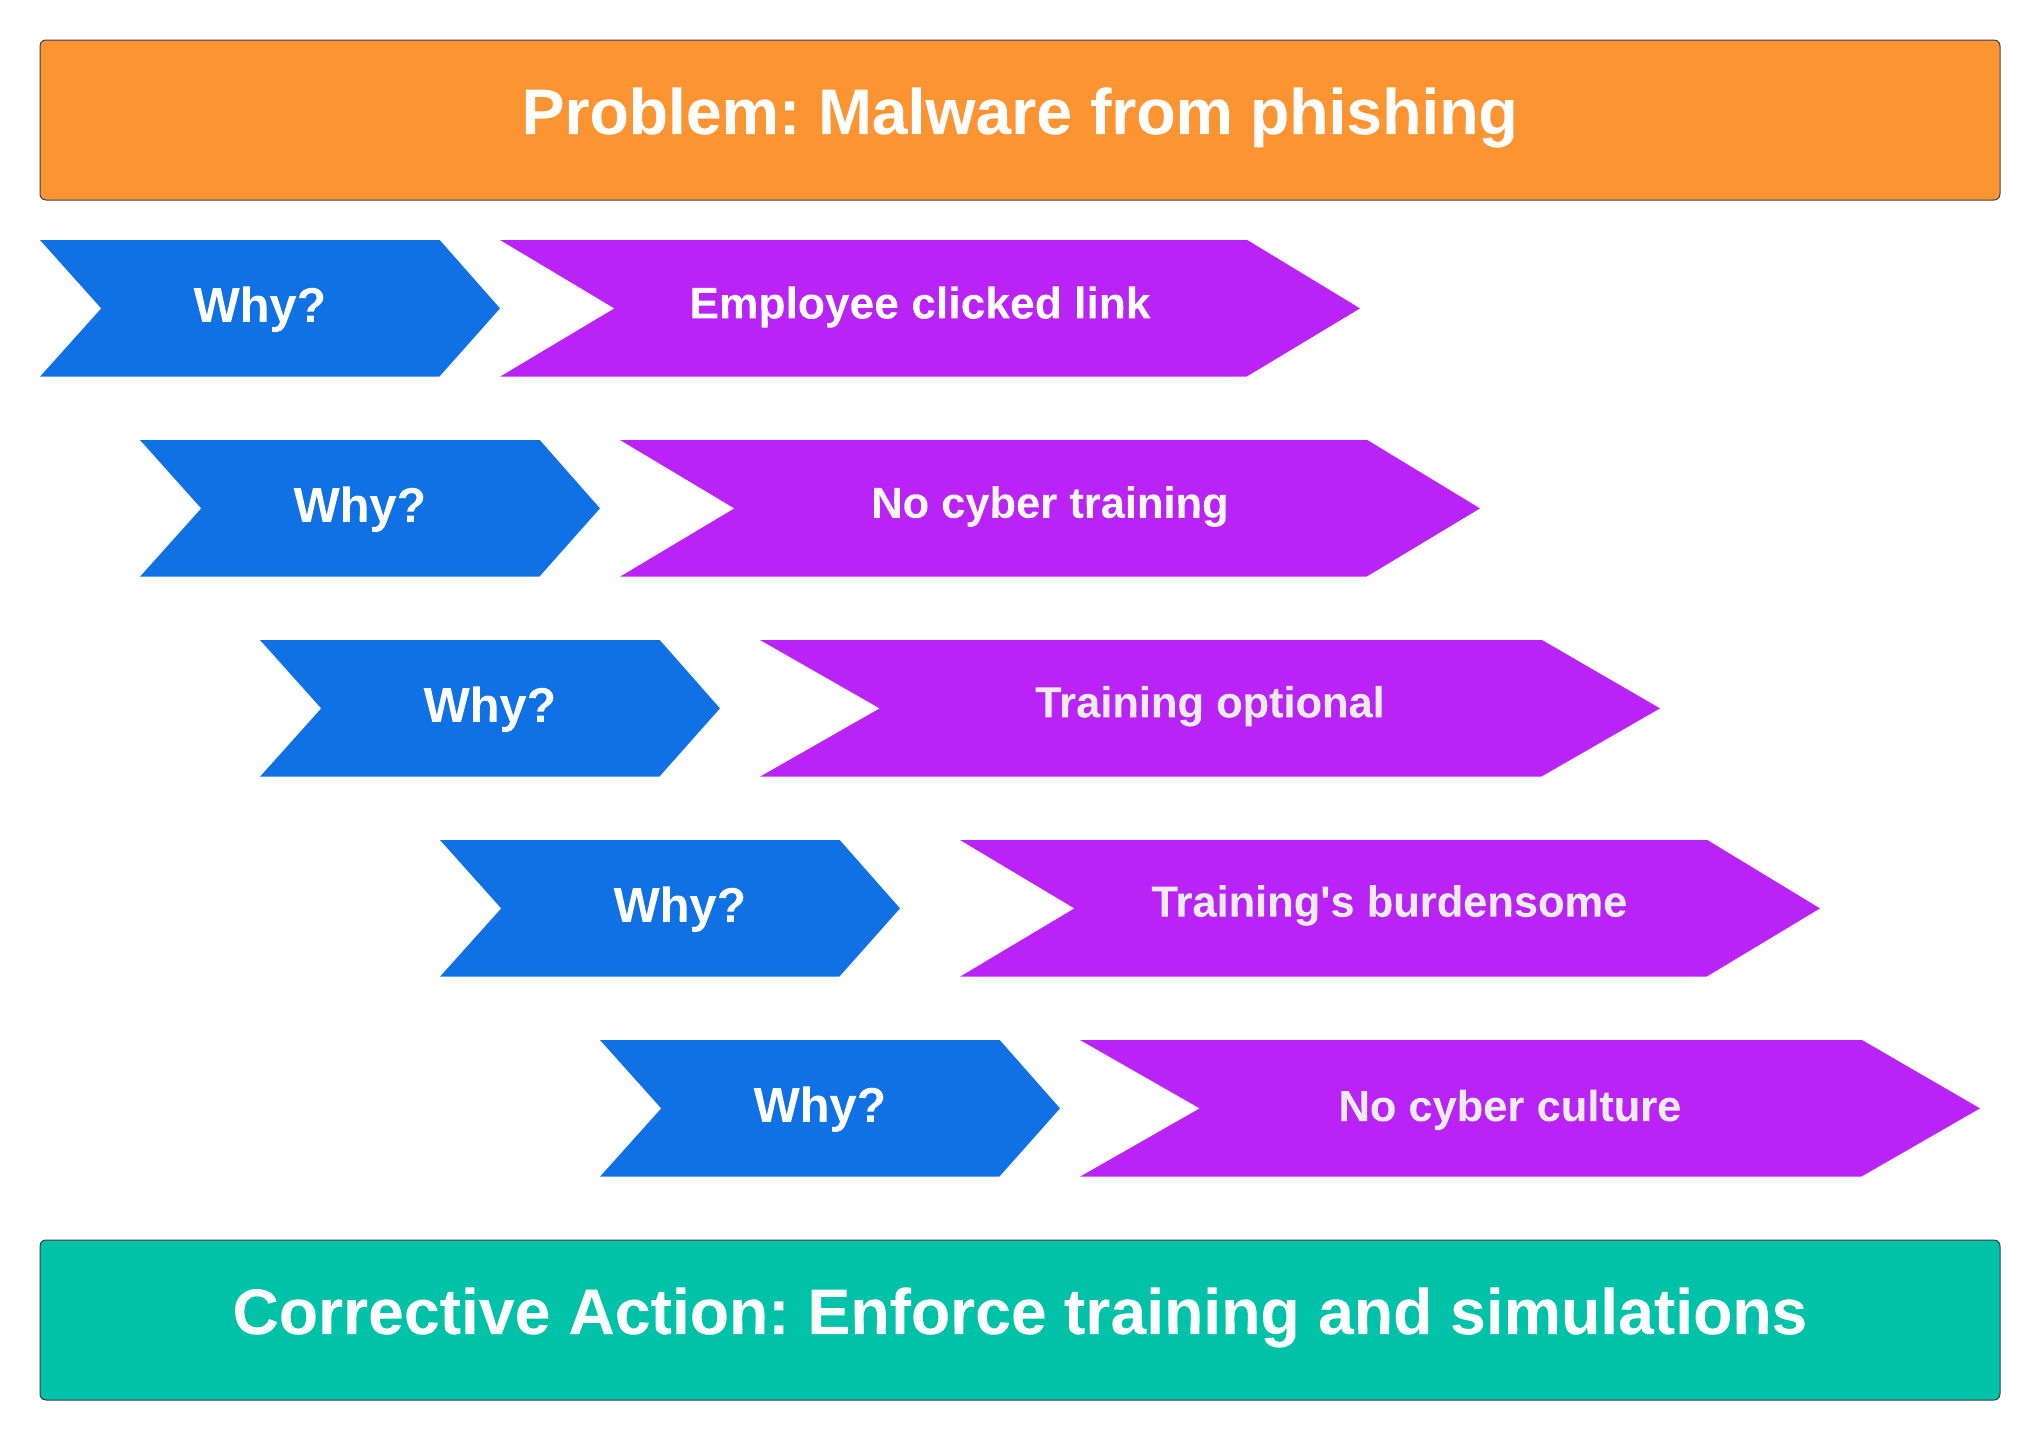 Problem: Malware from phishing
Why?
Employee clicked link
Why?
No cyber training
Why?
Training optional
Why?
Training's burdensome
Why?
No cyber culture
Corrective Action: Enforce training and simulations